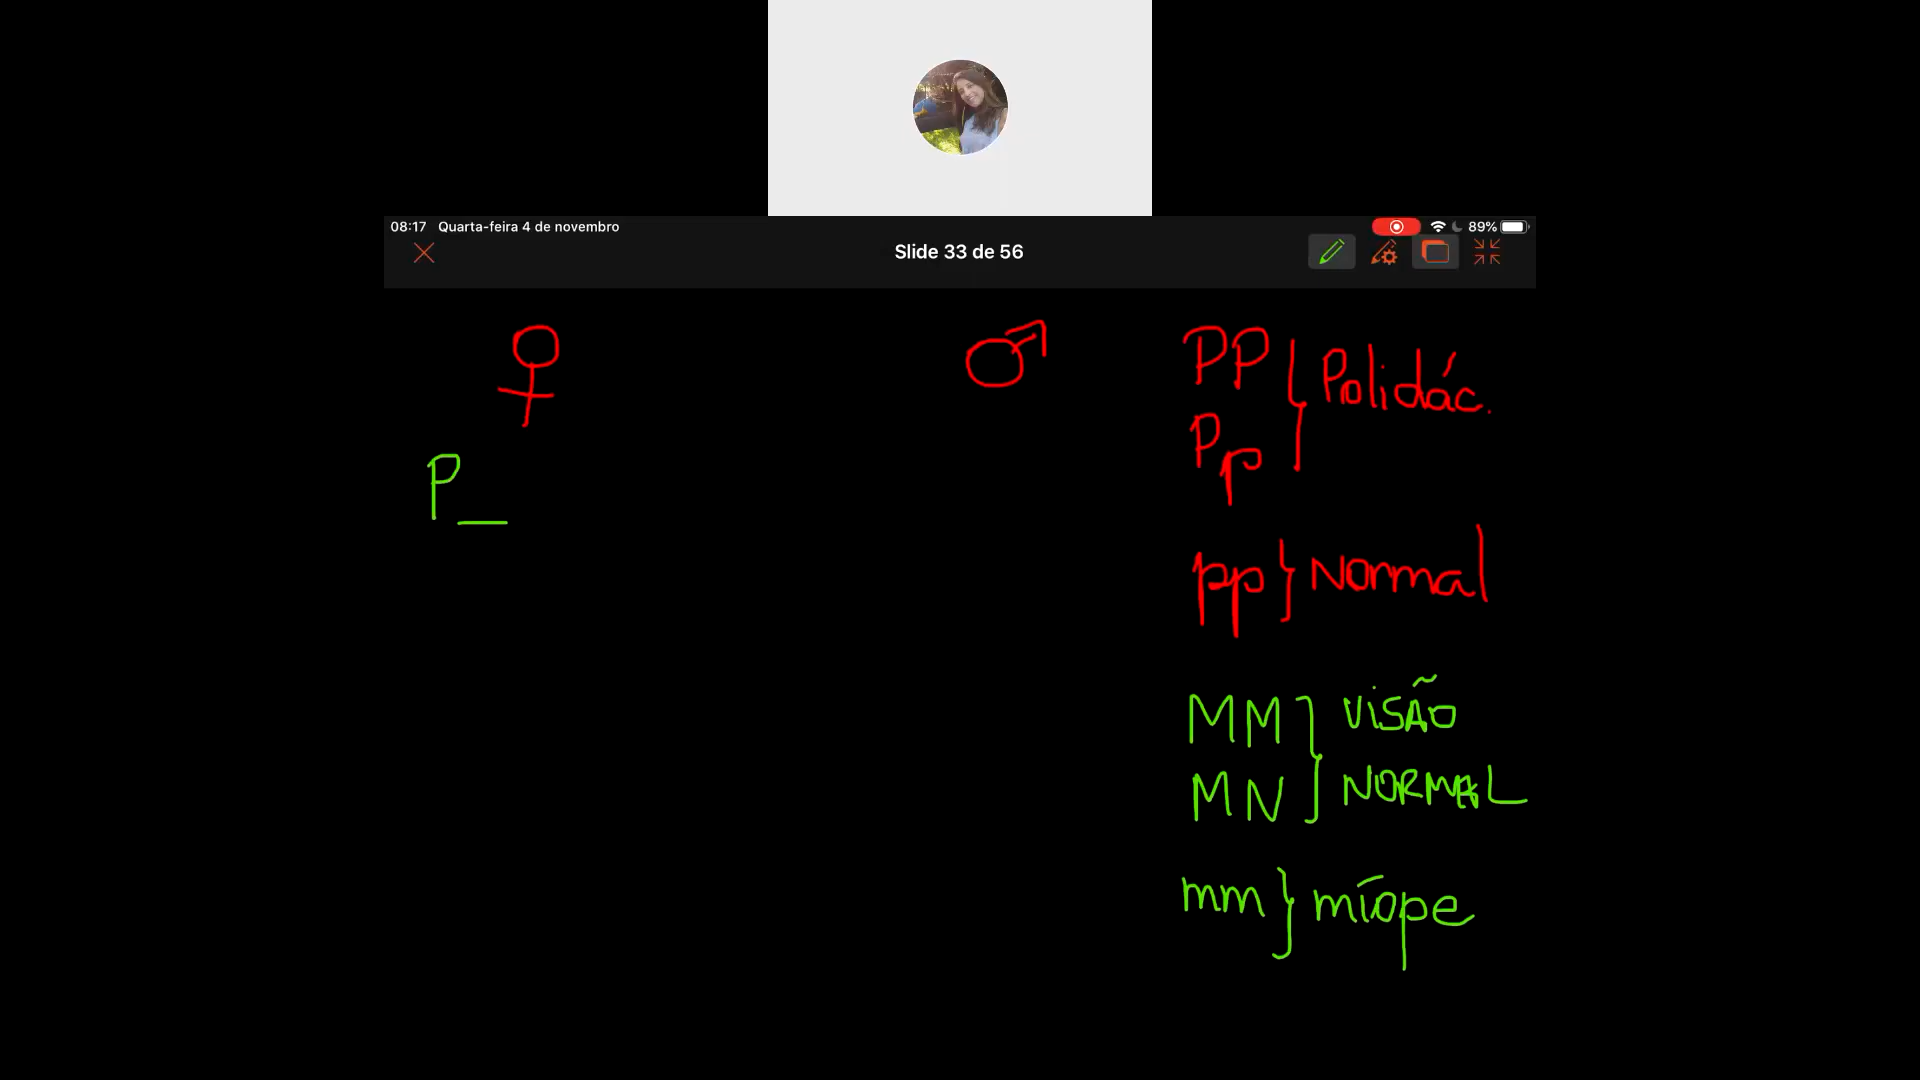 08:17 Quarta-feira 4 de novembro
89%
Slide 33 de 56
♀
♂
PP
Pp
Polidác.
P_
pp} Normal
MM
MN
VISÃO
NORMAL
mm} míope